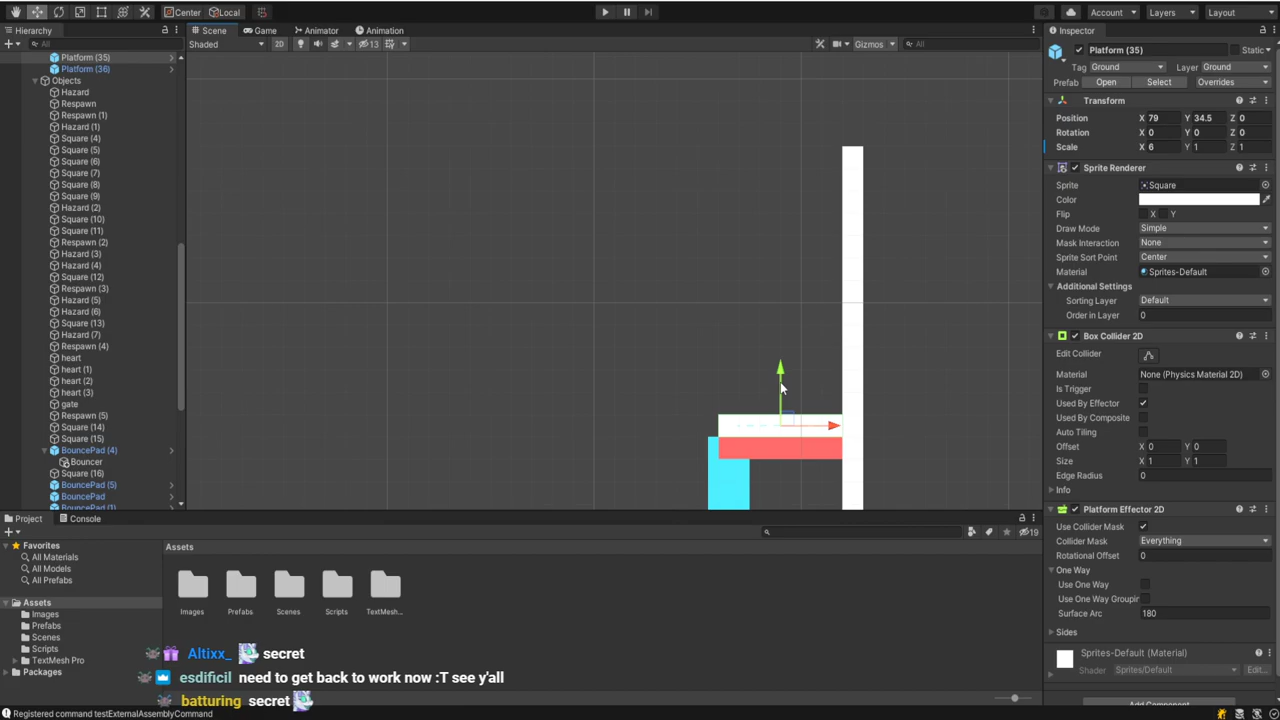 Center Local
Account Layers Layout
Hierarchy
Scene Game Animator Animation
Inspector
All
Shaded 2D 13 Gizmos All
Platform (35)
Platform (36)
Objects
Hazard
Respawn
Respawn (1)
Hazard (1)
Square (4)
Square (5)
Square (6)
Square (7)
Square (8)
Square (9)
Hazard (2)
Square (10)
Square (11)
Respawn (2)
Hazard (3)
Hazard (4)
Square (12)
Respawn (3)
Hazard (5)
Hazard (6)
Square (13)
Hazard (7)
Respawn (4)
heart
heart (1)
heart (2)
heart (3)
gate
Respawn (5)
Square (14)
Square (15)
BouncePad (4)
Bouncer
Square (16)
BouncePad (5)
BouncePad
BouncePad (1)
Platform (35) Static
Tag Ground Layer Ground
Prefab Open Select Overrides
Transform
Position X 79 Y 34.5 Z 0
Rotation X 0 Y 0 Z 0
Scale X 6 Y 1 Z 1
Sprite Renderer
Sprite Square
Color
Flip X Y
Draw Mode Simple
Mask Interaction None
Sprite Sort Point Center
Material Sprites-Default
Additional Settings
Sorting Layer Default
Order in Layer 0
Box Collider 2D
Edit Collider
Material None (Physics Material 2D)
Is Trigger
Used By Effector
Used By Composite
Auto Tiling
Offset X 0 Y 0
Size X 1 Y 1
Edge Radius 0
Info
Platform Effector 2D
Use Collider Mask
Collider Mask Everything
Rotational Offset 0
One Way
Use One Way
Use One Way Groupin
Surface Arc 180
Sides
Sprites-Default (Material)
Shader Sprites/Default Edit...
Add Component
Project Console
19
Favorites
All Materials
All Models
All Prefabs
Assets
Images
Prefabs
Scenes
Scripts
TextMesh Pro
Packages
Assets
Images Prefabs Scenes Scripts TextMesh...
Altixx_ secret
esdificil need to get back to work now :T see y'all
batturing secret
Registered command testExternalAssemblyCommand